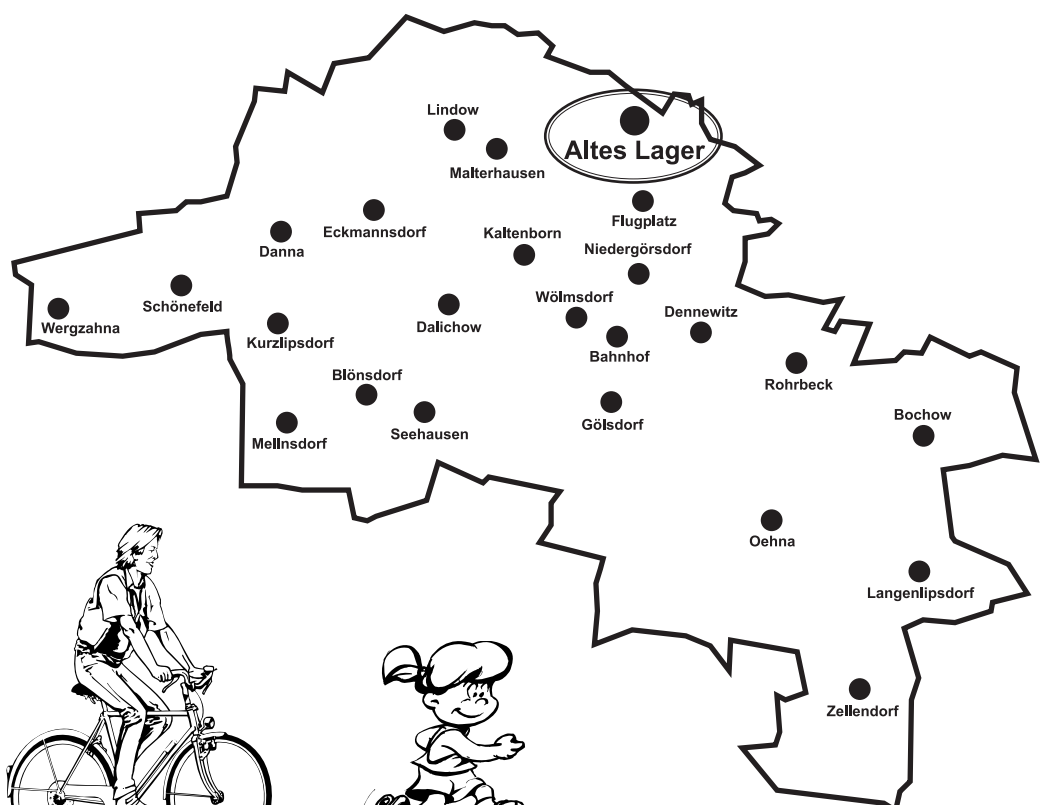 Lindow
Altes Lager
Malterhausen
Flugplatz
Eckmannsdorf
Kaltenborn
Danna
Niedergörsdorf
Wölmsdorf
Schönefeld
Dennewitz
Wergzahna
Dalichow
Kurzlipsdorf
Bahnhof
Blönsdorf
Rohrbeck
Bochow
Gölsdorf
Seehausen
Mellnsdorf
Oehna
Langenlipsdorf
Zellendorf